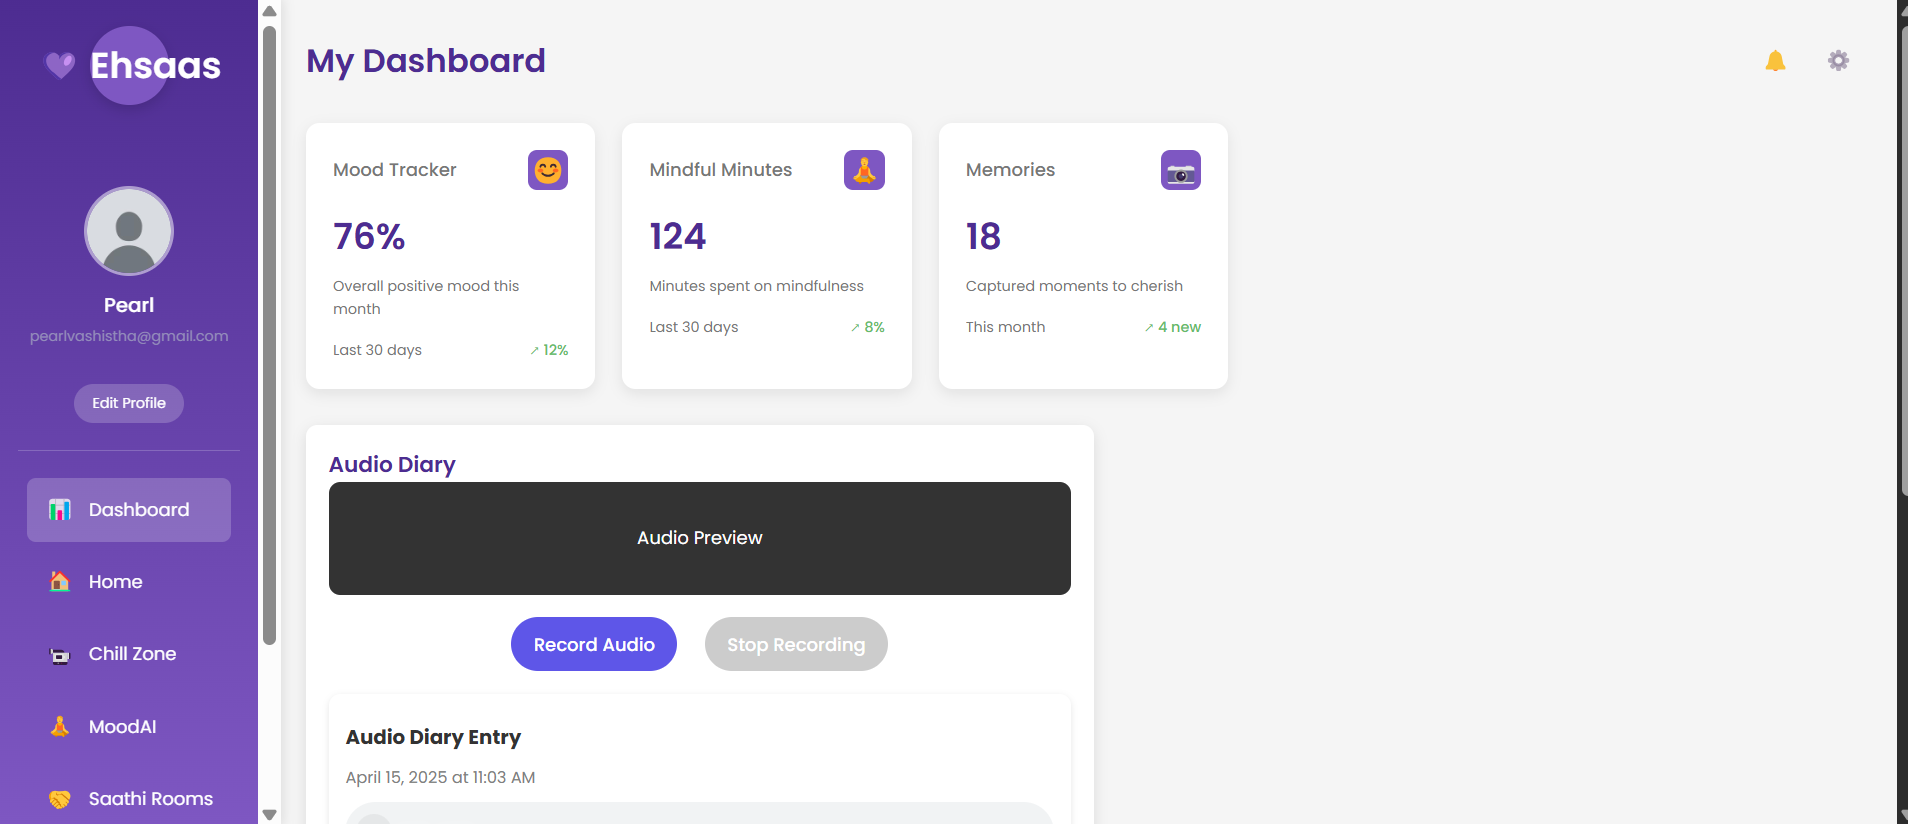 Ehsaas
Pearl
pearlvashistha@gmail.com
Edit Profile
Dashboard
Home
Chill Zone
MoodAI
Saathi Rooms
My Dashboard
Mood Tracker
76%
Overall positive mood this
month
Last 30 days ↗ 12%
Mindful Minutes
124
Minutes spent on mindfulness
Last 30 days ↗ 8%
Memories
18
Captured moments to cherish
This month ↗ 4 new
Audio Diary
Audio Preview
Record Audio Stop Recording
Audio Diary Entry
April 15, 2025 at 11:03 AM